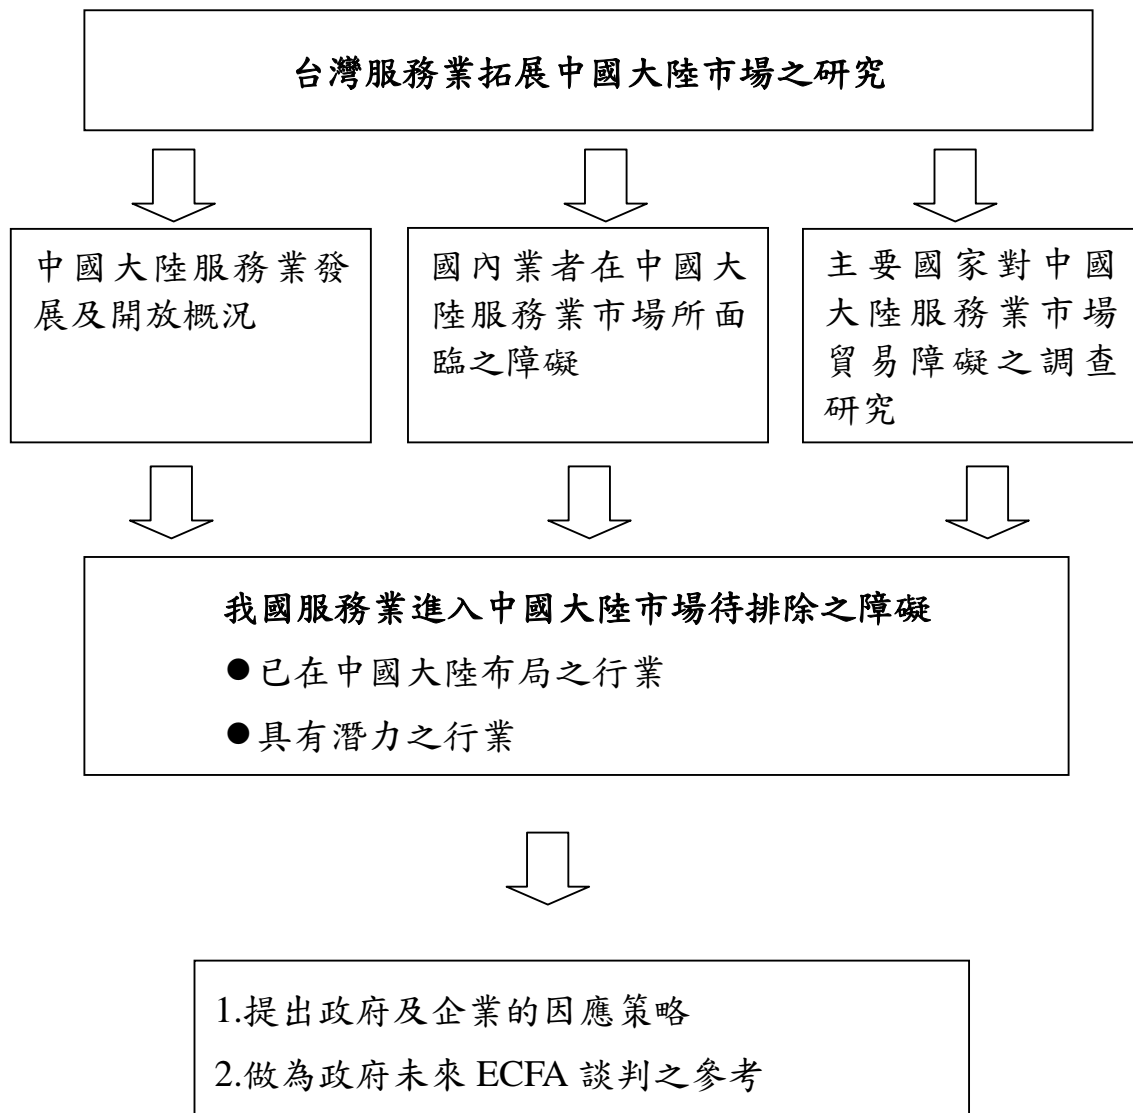 台灣服務業拓展中國大陸市場之研究
中國大陸服務業發
展及開放概況
國內業者在中國大
陸服務業市場所面
臨之障礙
主要國家對中國
大陸服務業市場
貿易障礙之調查
研究
我國服務業進入中國大陸市場待排除之障礙
●已在中國大陸布局之行業
●具有潛力之行業
1.提出政府及企業的因應策略
2.做為政府未來 ECFA 談判之參考